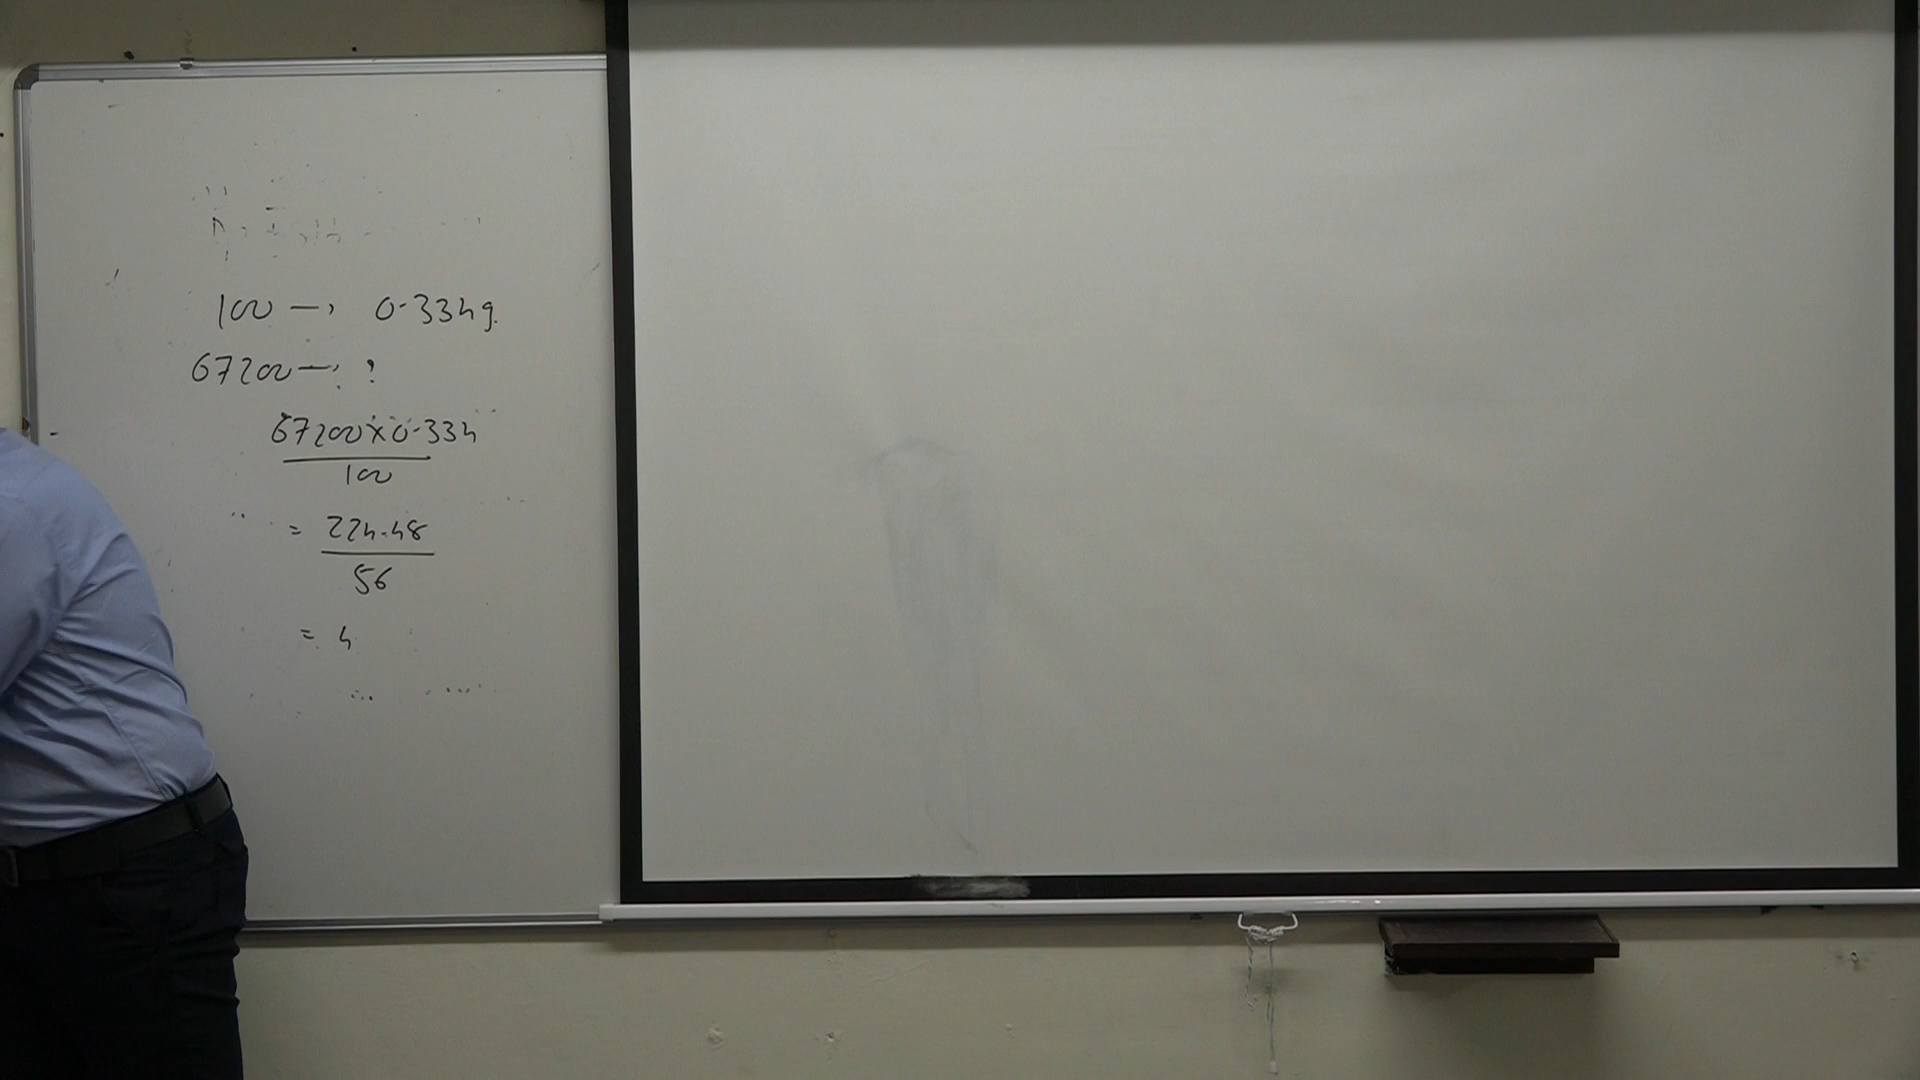 100 → 0.334g.
67200 → ?
67200 x 0.334
100
= 224.48
56
= 4